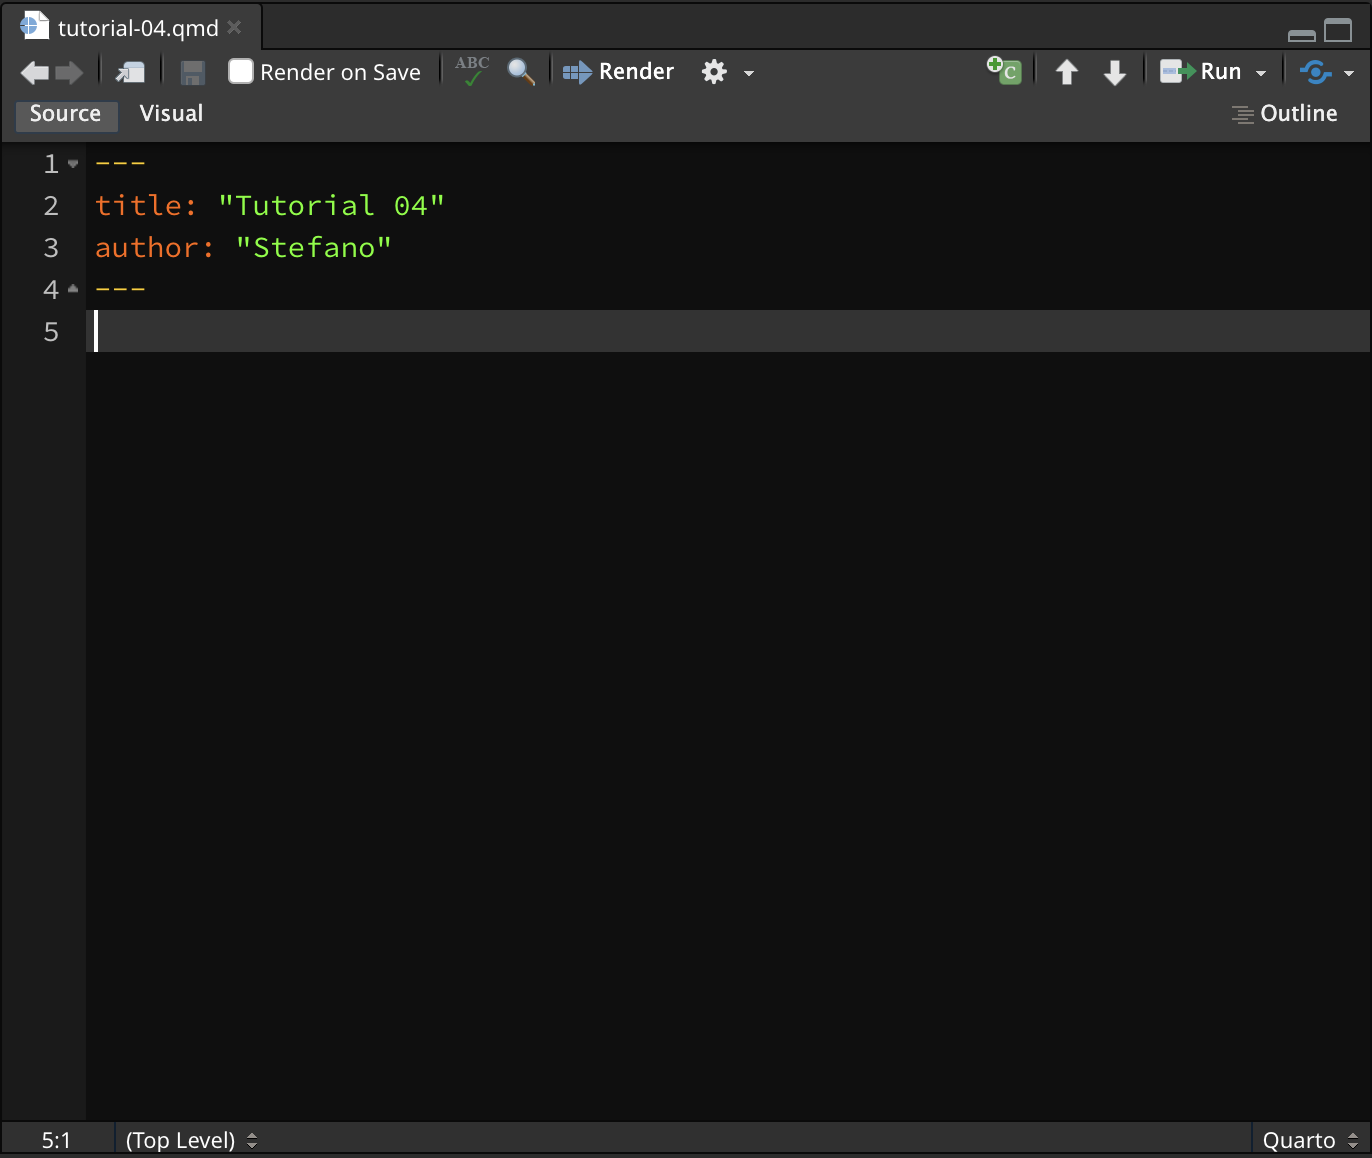 tutorial-04.qmd
Render on Save ABC Render C Run
Source Visual Outline
1 ---
2 title: "Tutorial 04"
3 author: "Stefano"
4 ---
5
5:1 (Top Level) Quarto